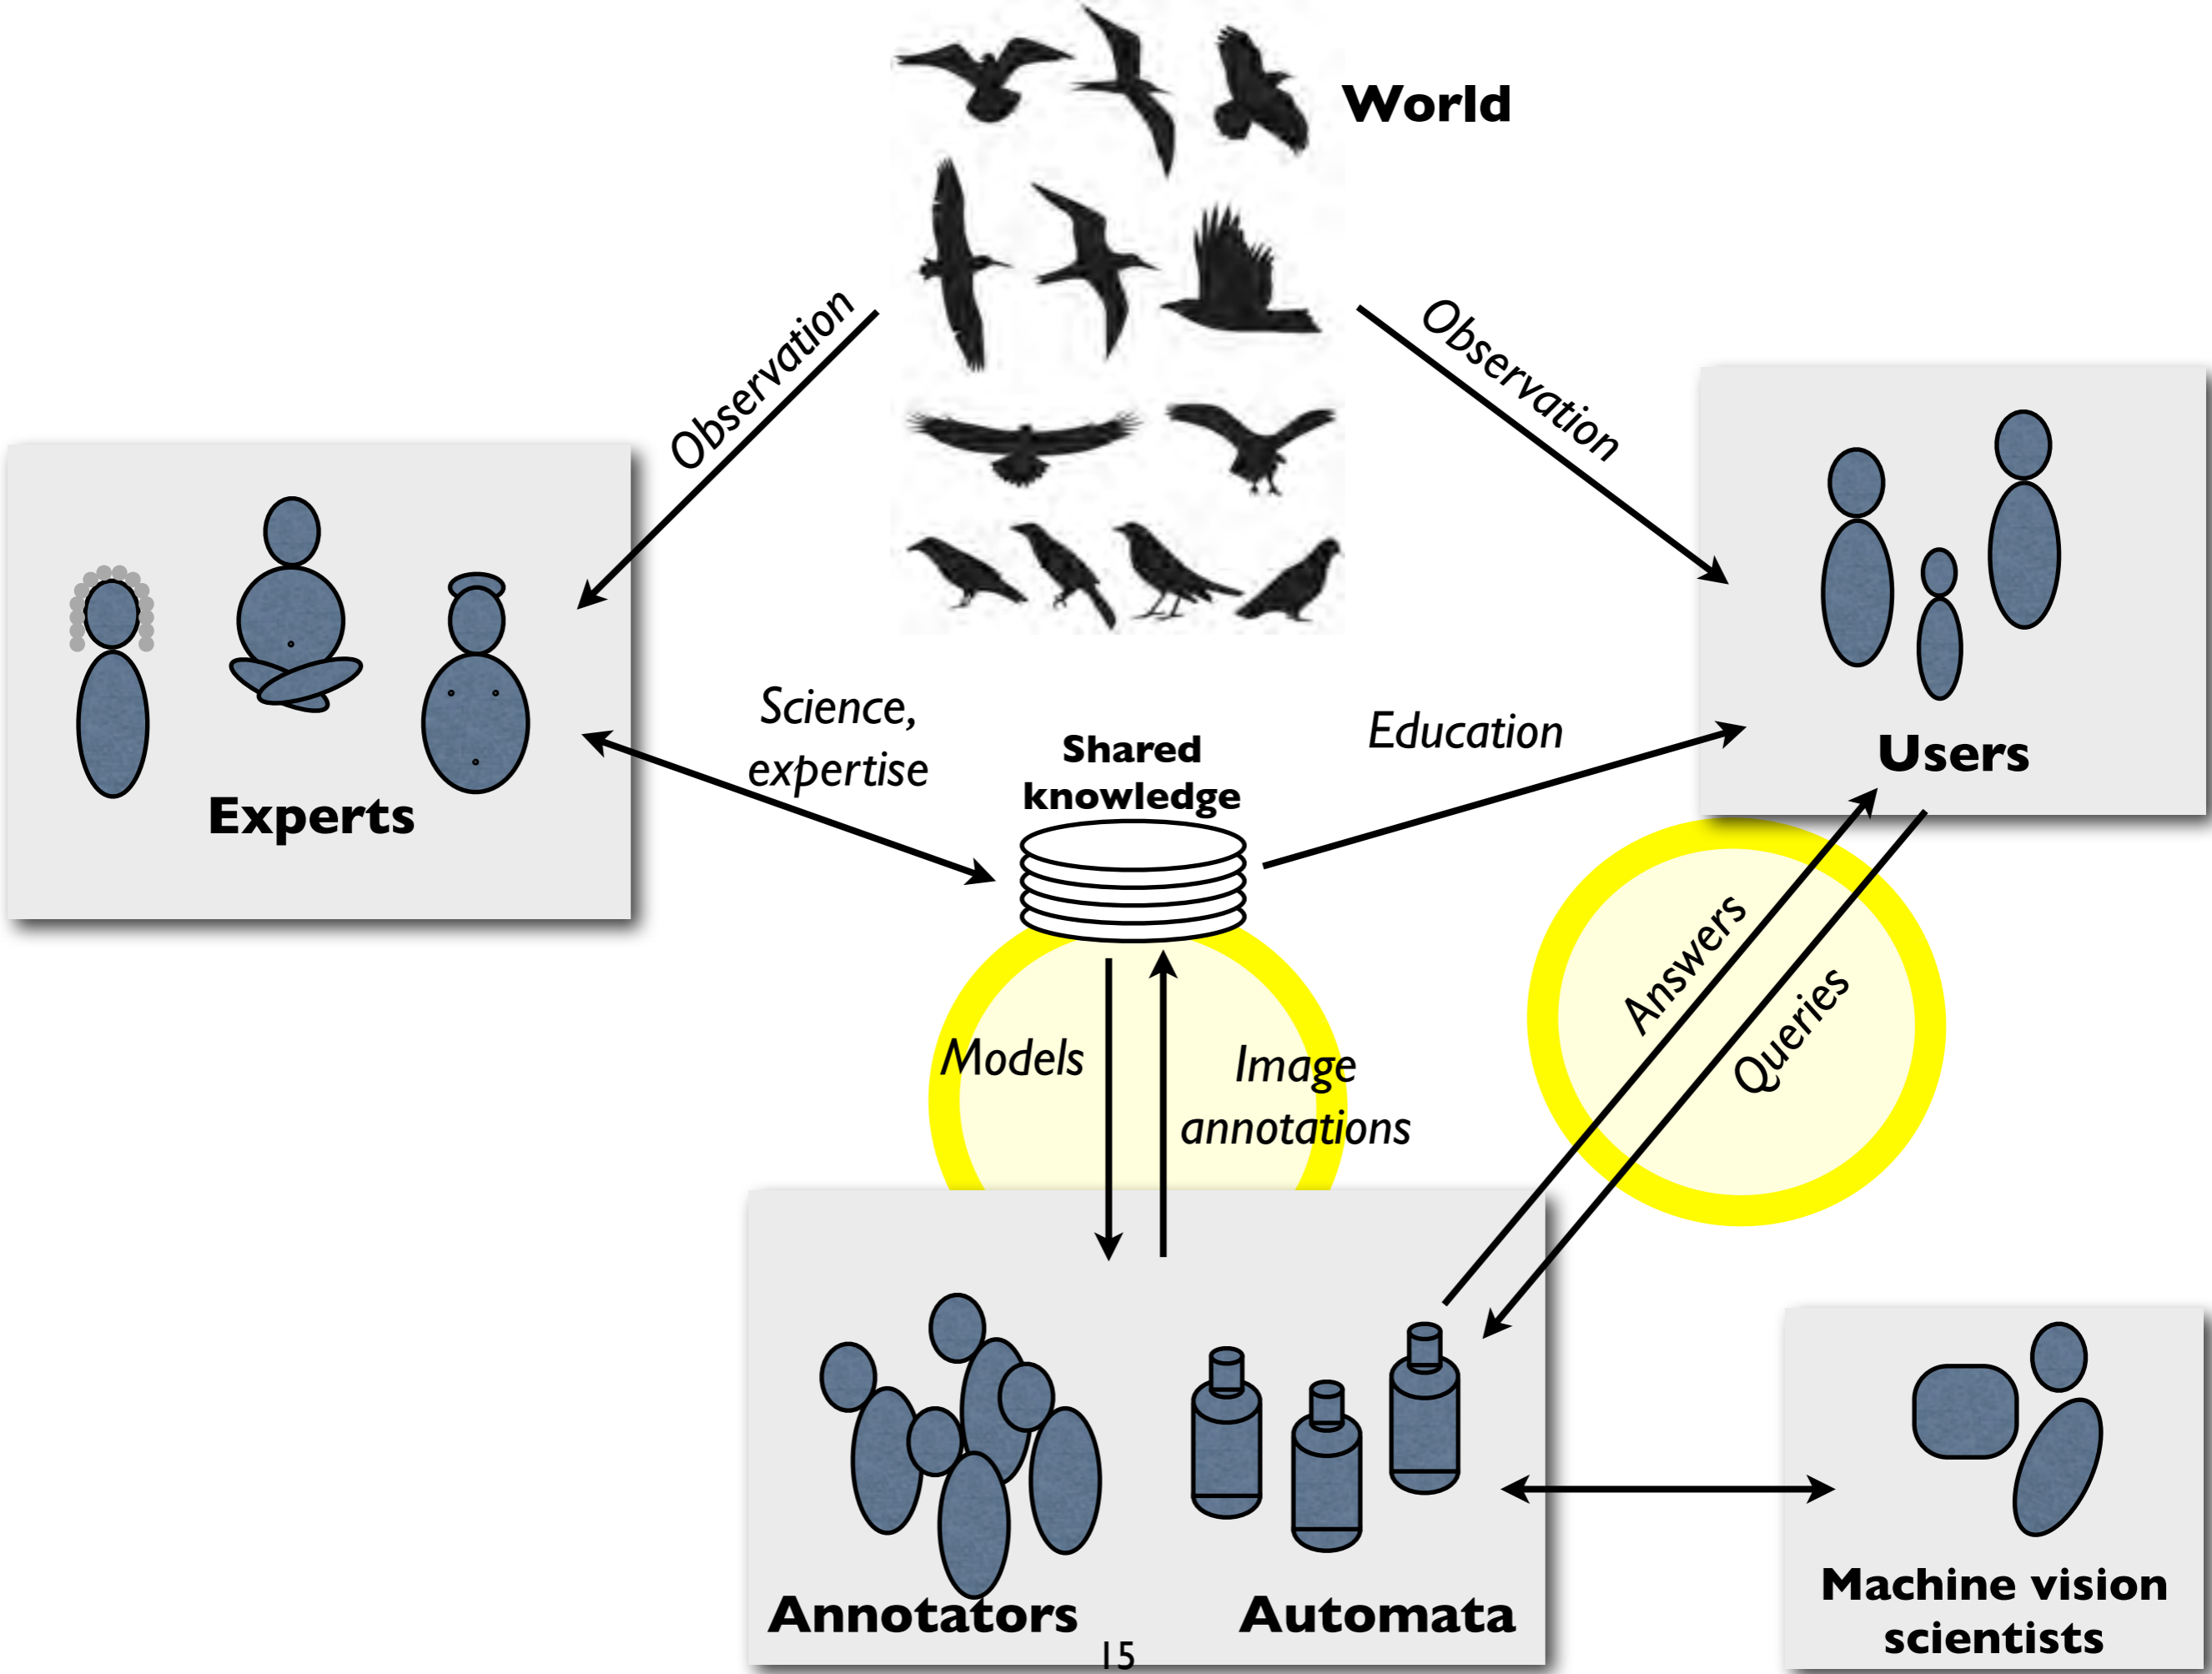 World
Observation
Observation
Experts
Science,
expertise
Shared
knowledge
Education
Users
Models
Image
annotations
Answers
Queries
Annotators
Automata
Machine vision
scientists
15